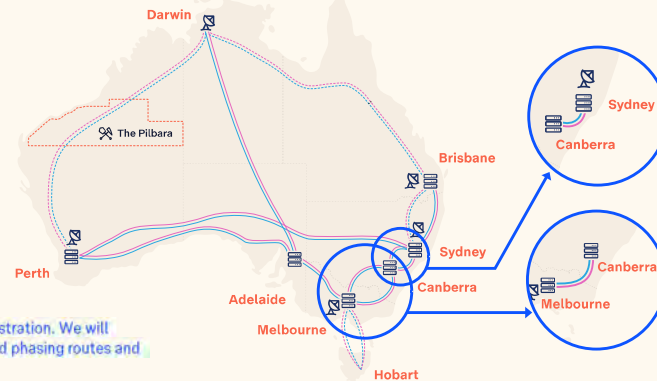 Darwin
The Pilbara
Brisbane
Sydney
Canberra
Perth
Sydney
Canberra
Adelaide
Melbourne
Hobart
Canberra
Melbourne
stration. We will
d phasing routes and